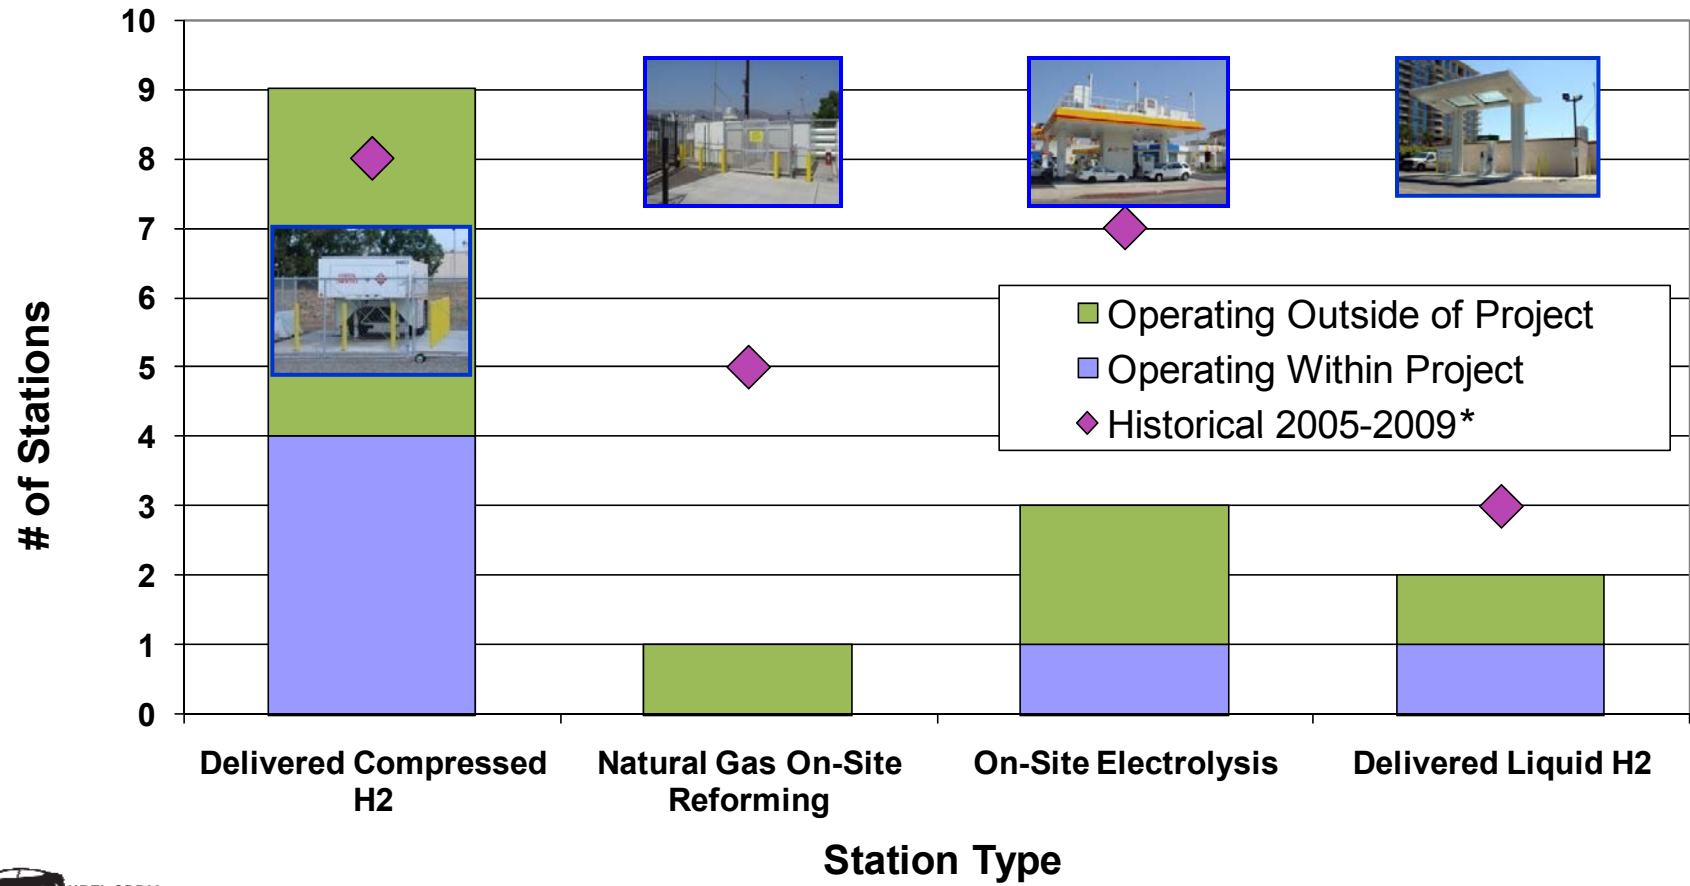 10
9
8
7
6
5
4
3
2
1
0
# of Stations
Operating Outside of Project
Operating Within Project
Historical 2005-2009*
Delivered Compressed
H2
Natural Gas On-Site
Reforming
On-Site Electrolysis
Delivered Liquid H2
Station Type